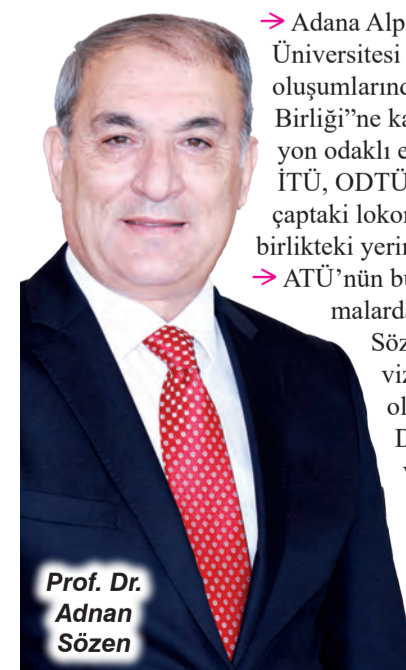 → Adana Alp
Üniversitesi
oluşumlarınd
Birliği”ne ka
yon odaklı e
İTÜ, ODTÜ
çaptaki lokor
birlikteki yerin
→ ATÜ’nün bu
malarda
Söz
viz
ol
D
Prof. Dr.
Adnan
Sözen